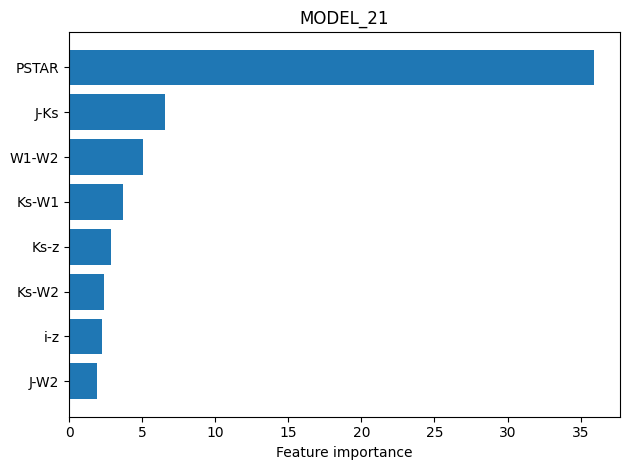 MODEL_21
PSTAR
J-Ks
W1-W2
Ks-W1
Ks-z
Ks-W2
i-z
J-W2
0 5 10 15 20 25 30 35
Feature importance